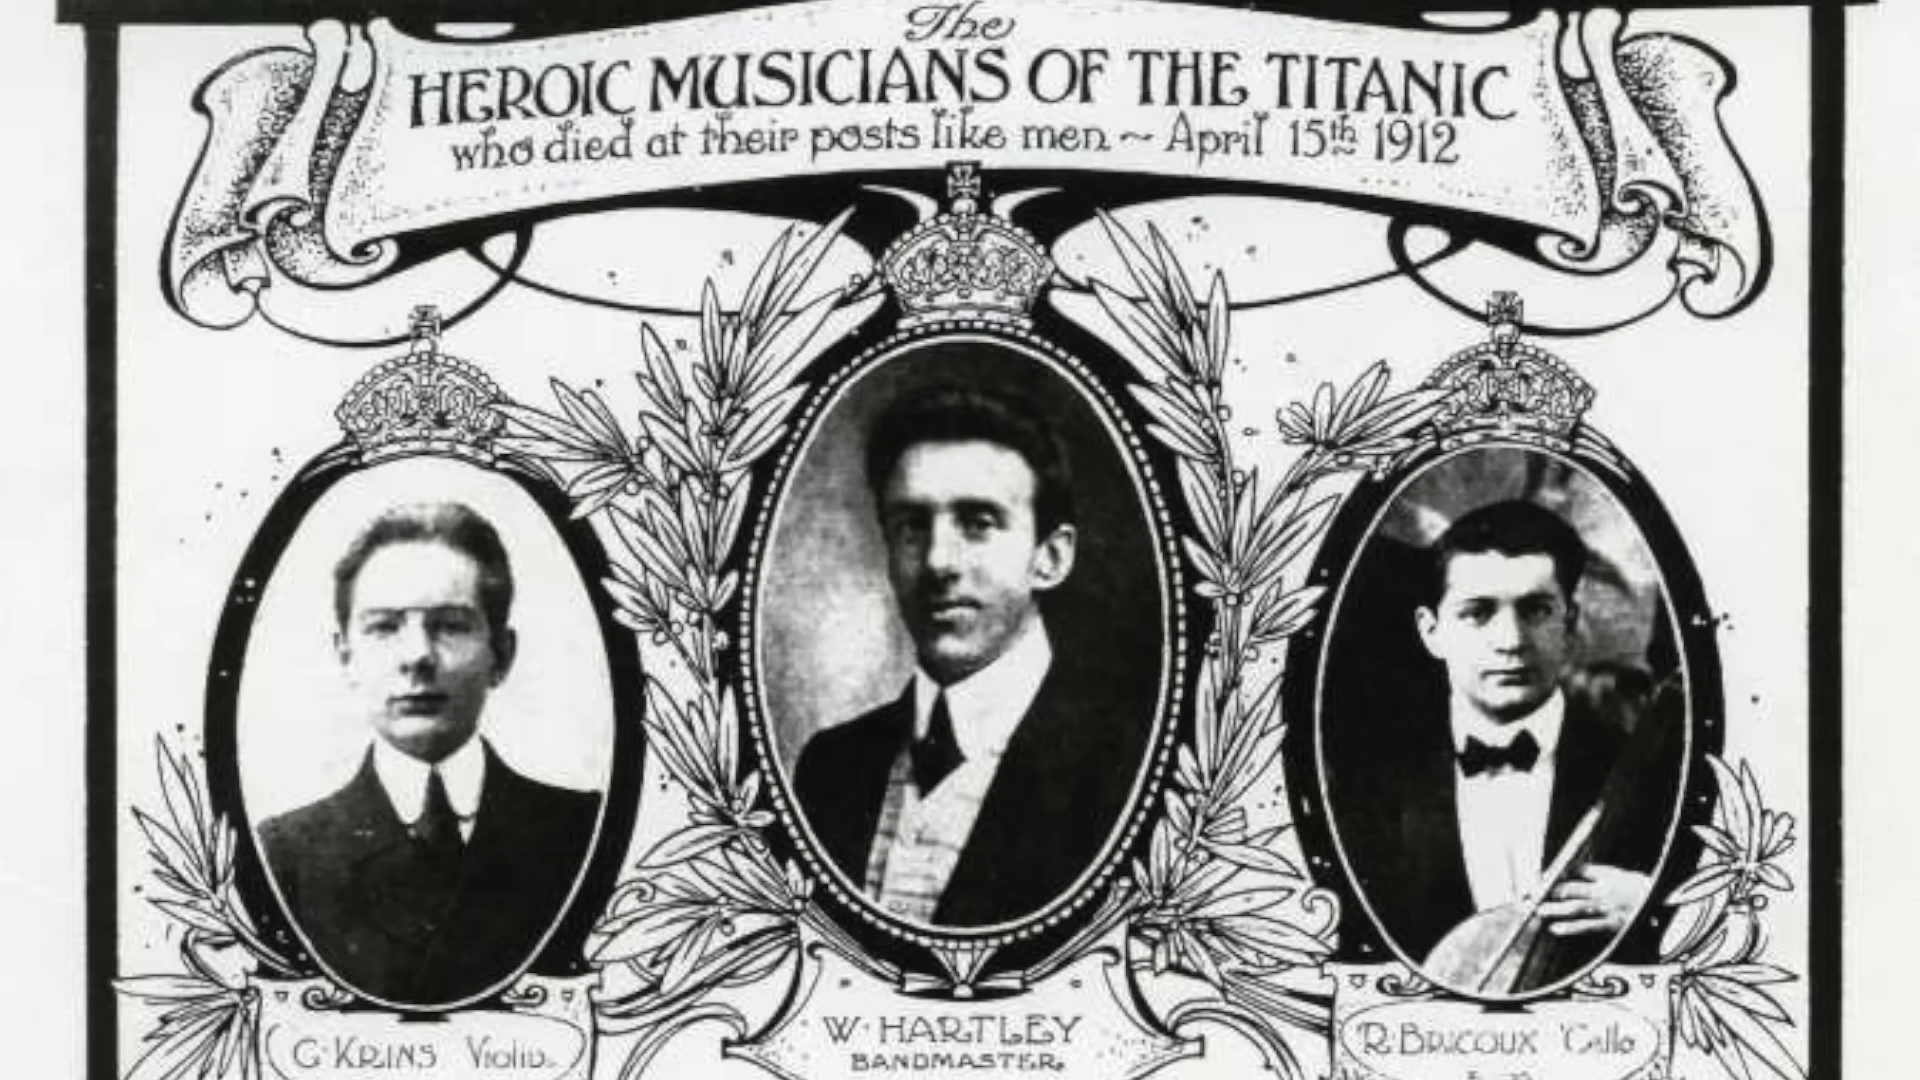 The
HEROIC MUSICIANS OF THE TITANIC
who died at their posts like men ~ April 15th 1912
G·KRINS Violin.
W·HARTLEY
BANDMASTER.
R·BRICOUX 'Cello